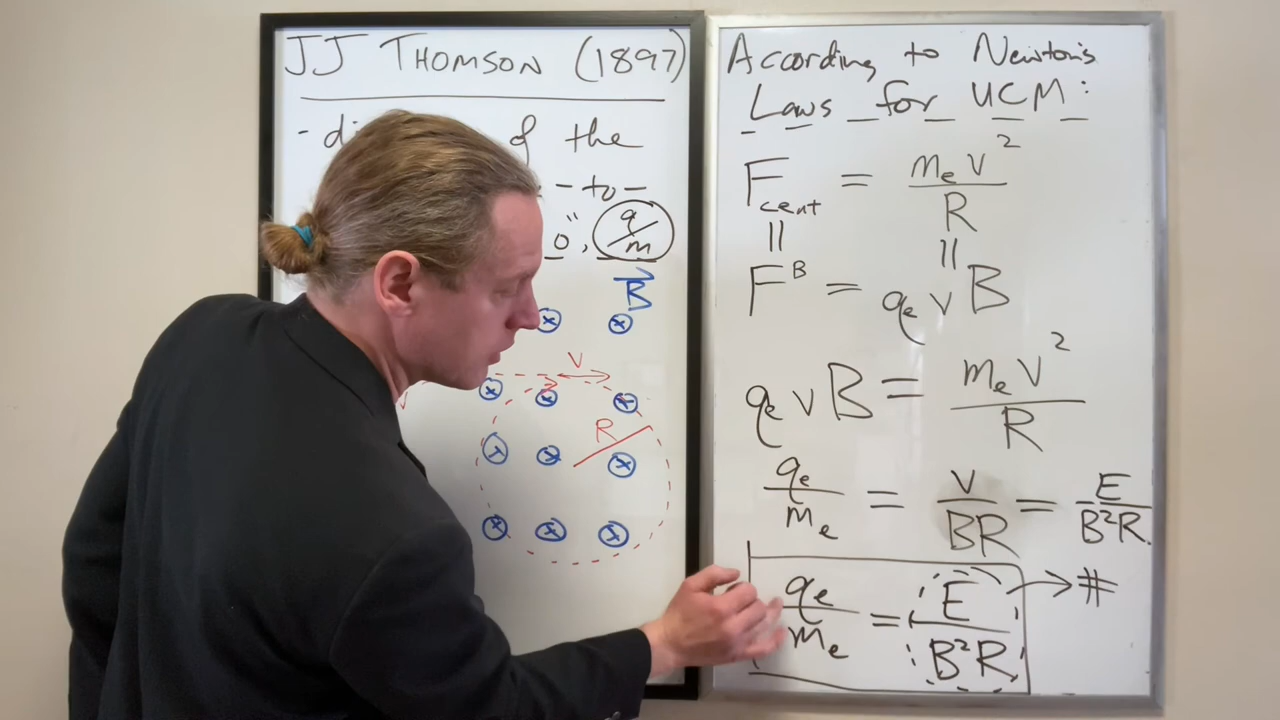 JJ THOMSON (1897)
of the
-to-
o", q/m
B
V
R
According to Newton's
Laws for UCM:
F_cent = m_e v² / R
||
||
F^B = q_e v B
q_e v B = m_e v² / R
q_e / m_e = V / BR = E / B²R
q_e / m_e = E / B²R → #